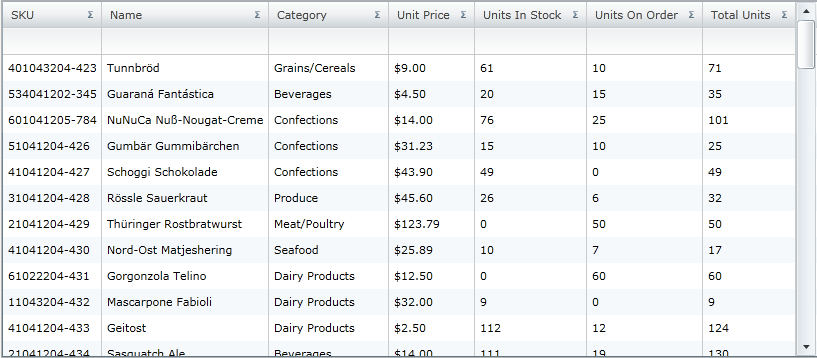 SKU Σ Name Σ Category Σ Unit Price Σ Units In Stock Σ Units On Order Σ Total Units Σ
401043204-423 Tunnbröd Grains/Cereals $9.00 61 10 71
534041202-345 Guaraná Fantástica Beverages $4.50 20 15 35
601041205-784 NuNuCa Nuß-Nougat-Creme Confections $14.00 76 25 101
51041204-426 Gumbär Gummibärchen Confections $31.23 15 10 25
41041204-427 Schoggi Schokolade Confections $43.90 49 0 49
31041204-428 Rössle Sauerkraut Produce $45.60 26 6 32
21041204-429 Thüringer Rostbratwurst Meat/Poultry $123.79 0 50 50
41041204-430 Nord-Ost Matjeshering Seafood $25.89 10 7 17
61022204-431 Gorgonzola Telino Dairy Products $12.50 0 60 60
11043204-432 Mascarpone Fabioli Dairy Products $32.00 9 0 9
41041204-433 Geitost Dairy Products $2.50 112 12 124
21041204-434 Sasquatch Ale Beverages $14.00 111 19 130